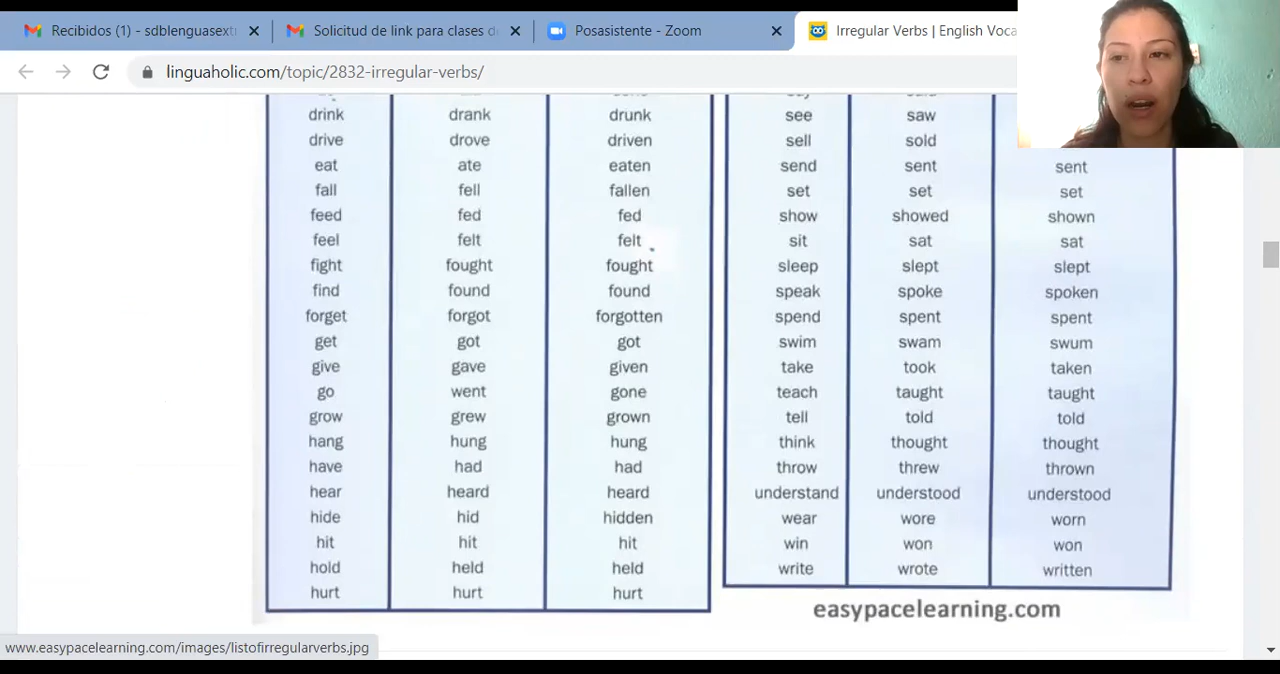 Recibidos (1) - sdblenguasext
Solicitud de link para clases d
Posasistente - Zoom
Irregular Verbs | English Voca
linguaholic.com/topic/2832-irregular-verbs/
drink drank drunk see saw
drive drove driven sell sold
eat ate eaten send sent sent
fall fell fallen set set set
feed fed fed show showed shown
feel felt felt sit sat sat
fight fought fought sleep slept slept
find found found speak spoke spoken
forget forgot forgotten spend spent spent
get got got swim swam swum
give gave given take took taken
go went gone teach taught taught
grow grew grown tell told told
hang hung hung think thought thought
have had had throw threw thrown
hear heard heard understand understood understood
hide hid hidden wear wore worn
hit hit hit win won won
hold held held write wrote written
hurt hurt hurt
easypacelearning.com
www.easypacelearning.com/images/listofirregularverbs.jpg